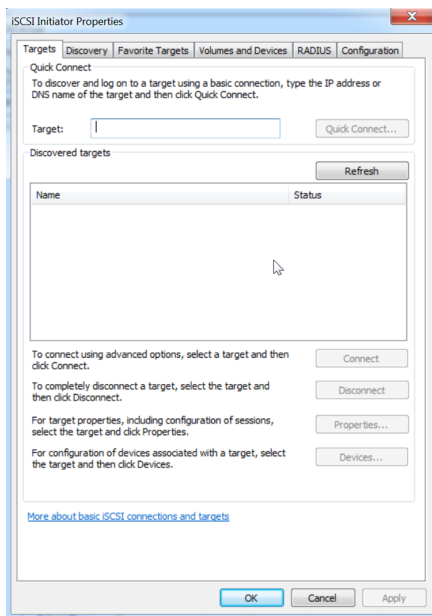 iSCSI Initiator Properties
Targets Discovery Favorite Targets Volumes and Devices RADIUS Configuration
Quick Connect
To discover and log on to a target using a basic connection, type the IP address or
DNS name of the target and then click Quick Connect.
Target:
Quick Connect...
Discovered targets
Refresh
Name Status
To connect using advanced options, select a target and then
click Connect.
Connect
To completely disconnect a target, select the target and
then click Disconnect.
Disconnect
For target properties, including configuration of sessions,
select the target and click Properties.
Properties...
For configuration of devices associated with a target, select
the target and then click Devices.
Devices...
More about basic iSCSI connections and targets
OK Cancel Apply